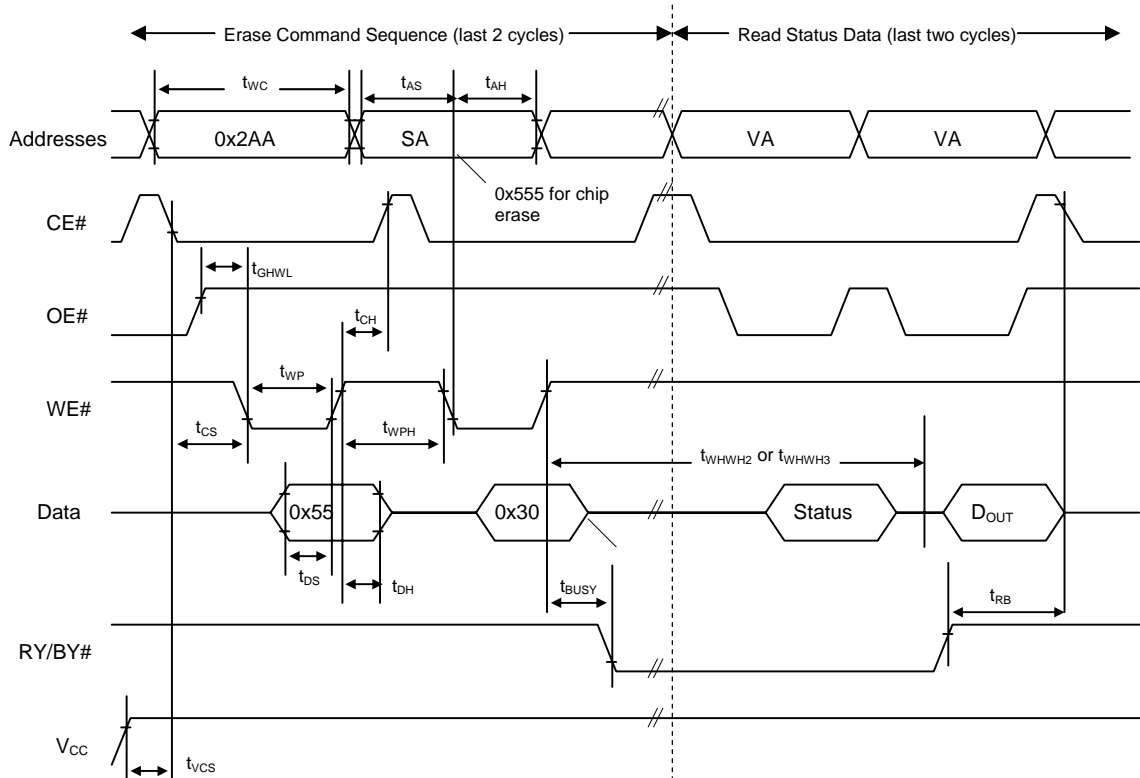 Erase Command Sequence (last 2 cycles) Read Status Data (last two cycles)
tWC tAS tAH
Addresses 0x2AA SA VA VA
0x555 for chip
erase
CE#
tGHWL
OE#
tCH
tWP
WE#
tCS tWPH
tWHWH2 or tWHWH3
Data 0x55 0x30 Status DOUT
tDS tDH tBUSY
tRB
RY/BY#
VCC
tVCS